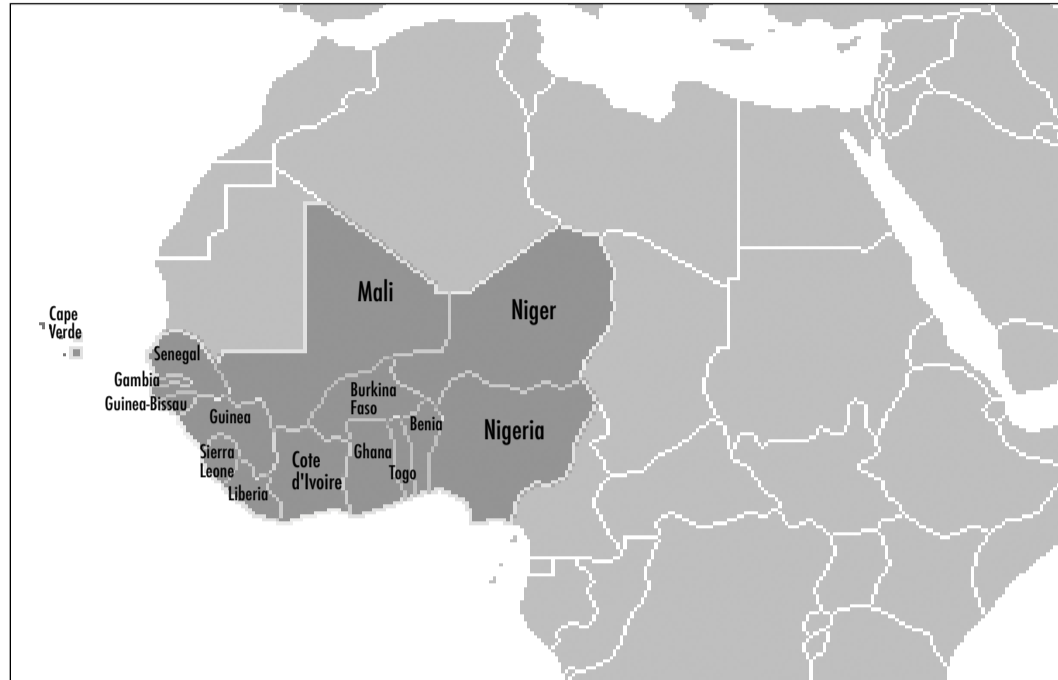 Mali
Niger
Cape
Verde
Senegal
Gambia
Guinea-Bissau
Guinea
Burkina
Faso
Benia
Nigeria
Sierra
Leone
Liberia
Cote
d'Ivoire
Ghana
Togo